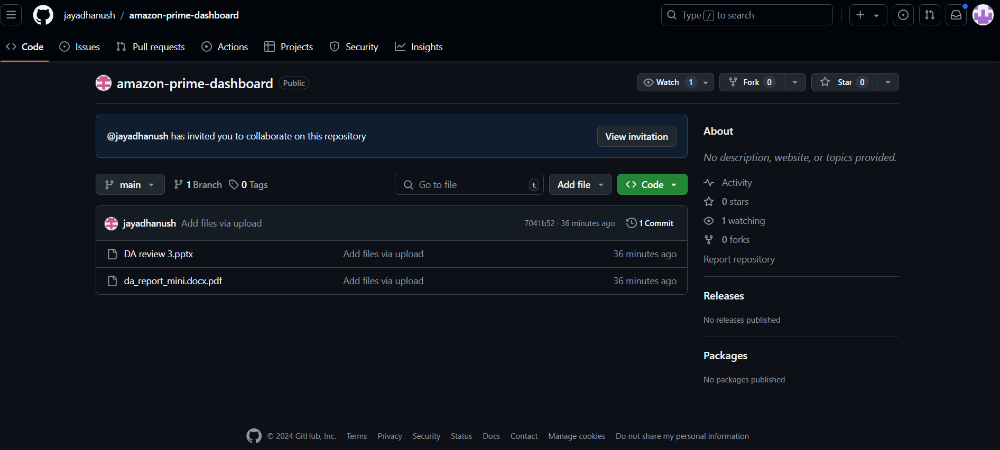 jayadhanush / amazon-prime-dashboard
Type / to search
Code Issues Pull requests Actions Projects Security Insights
amazon-prime-dashboard Public
Watch 1 Fork 0 Star 0
@jayadhanush has invited you to collaborate on this repository
View invitation
main 1 Branch 0 Tags
Go to file t
Add file
Code
jayadhanush Add files via upload 7041b52 · 36 minutes ago 1 Commit
DA review 3.pptx Add files via upload 36 minutes ago
da_report_mini.docx.pdf Add files via upload 36 minutes ago
About
No description, website, or topics provided.
Activity
0 stars
1 watching
0 forks
Report repository
Releases
No releases published
Packages
No packages published
© 2024 GitHub, Inc. Terms Privacy Security Status Docs Contact Manage cookies Do not share my personal information